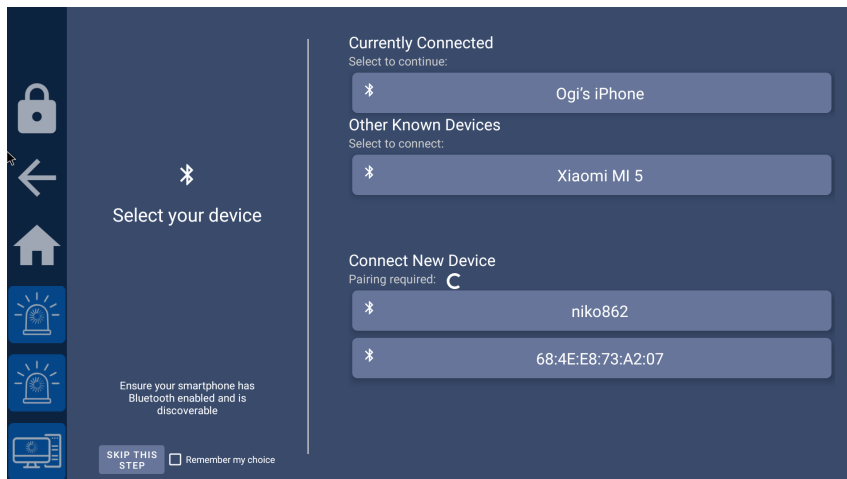 Select your device
Ensure your smartphone has
Bluetooth enabled and is
discoverable
SKIP THIS
STEP
Remember my choice
Currently Connected
Select to continue:
Ogi's iPhone
Other Known Devices
Select to connect:
Xiaomi MI 5
Connect New Device
Pairing required:
niko862
68:4E:E8:73:A2:07